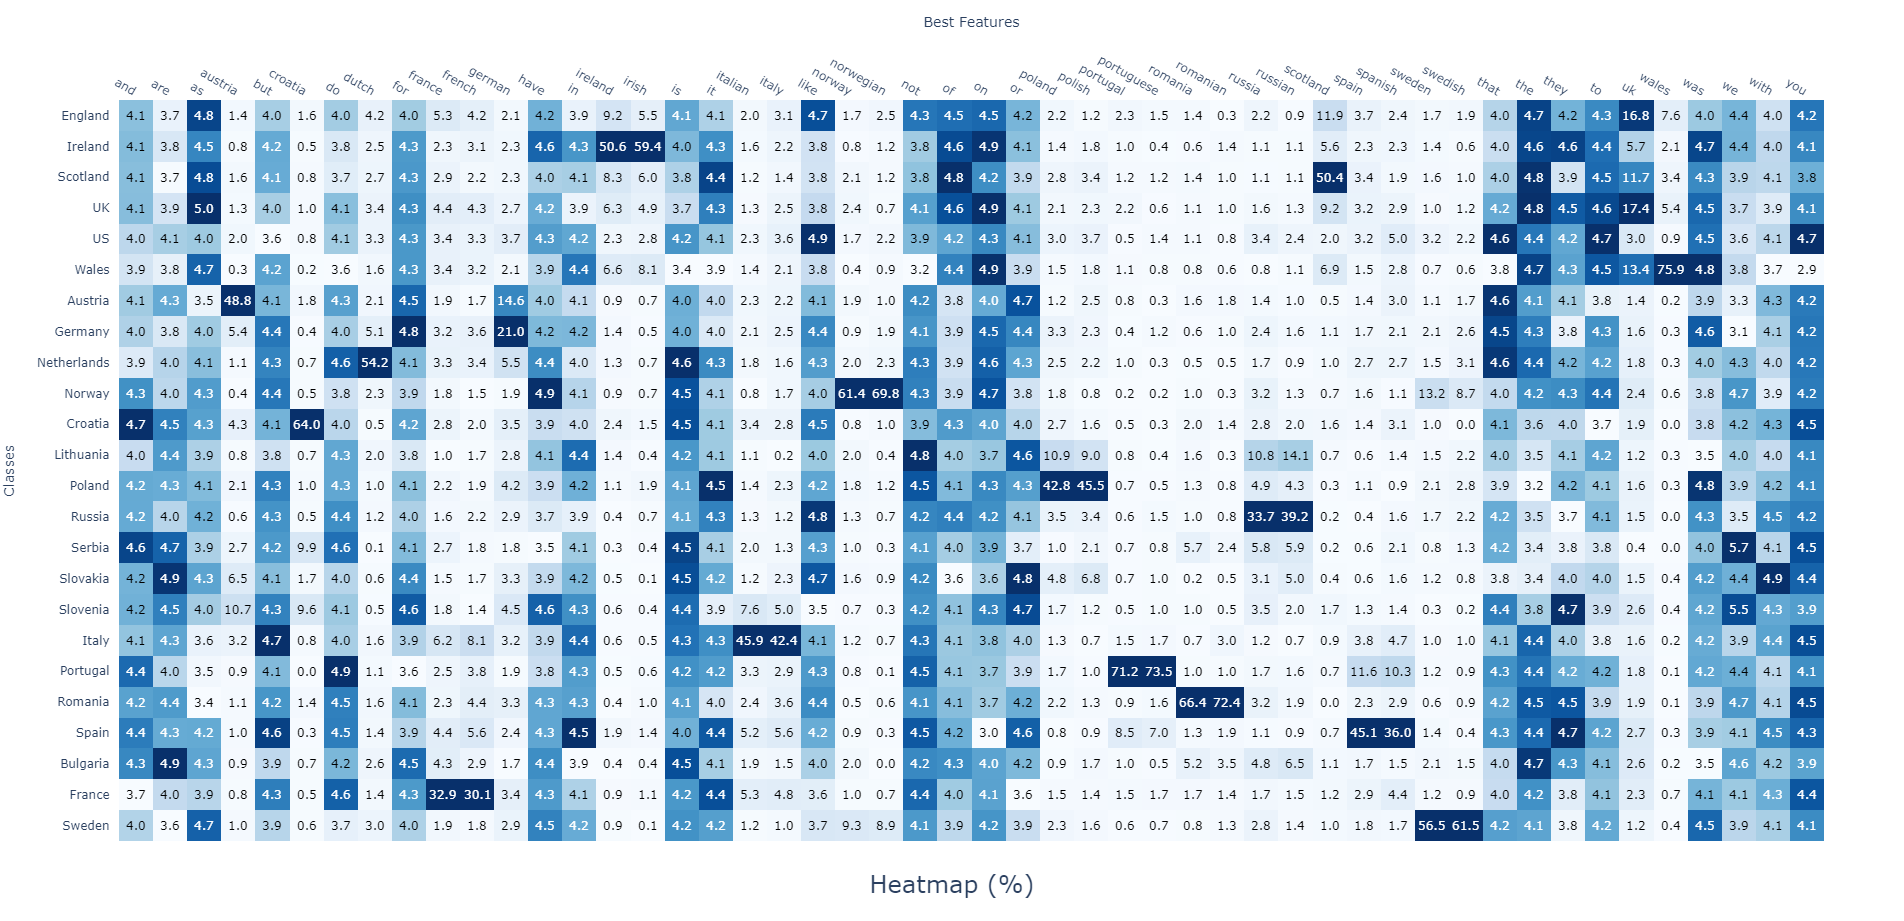 Best Features
and are as austria but croatia do dutch for france french german have in ireland irish is it italian italy like norway norwegian not of on or poland polish portugal portuguese romania romanian russia russian scotland spain spanish sweden swedish that the they to uk wales was we with you
England 4.1 3.7 4.8 1.4 4.0 1.6 4.0 4.2 4.0 5.3 4.2 2.1 4.2 3.9 9.2 5.5 4.1 4.1 2.0 3.1 4.7 1.7 2.5 4.3 4.5 4.5 4.2 2.2 1.2 2.3 1.5 1.4 0.3 2.2 0.9 11.9 3.7 2.4 1.7 1.9 4.0 4.7 4.2 4.3 16.8 7.6 4.0 4.4 4.0 4.2
Ireland 4.1 3.8 4.5 0.8 4.2 0.5 3.8 2.5 4.3 2.3 3.1 2.3 4.6 4.3 50.6 59.4 4.0 4.3 1.6 2.2 3.8 0.8 1.2 3.8 4.6 4.9 4.1 1.4 1.8 1.0 0.4 0.6 1.4 1.1 1.1 5.6 2.3 2.3 1.4 0.6 4.0 4.6 4.6 4.4 5.7 2.1 4.7 4.4 4.0 4.1
Scotland 4.1 3.7 4.8 1.6 4.1 0.8 3.7 2.7 4.3 2.9 2.2 2.3 4.0 4.1 8.3 6.0 3.8 4.4 1.2 1.4 3.8 2.1 1.2 3.8 4.8 4.2 3.9 2.8 3.4 1.2 1.2 1.4 1.0 1.1 1.1 50.4 3.4 1.9 1.6 1.0 4.0 4.8 3.9 4.5 11.7 3.4 4.3 3.9 4.1 3.8
UK 4.1 3.9 5.0 1.3 4.0 1.0 4.1 3.4 4.3 4.4 4.3 2.7 4.2 3.9 6.3 4.9 3.7 4.3 1.3 2.5 3.8 2.4 0.7 4.1 4.6 4.9 4.1 2.1 2.3 2.2 0.6 1.1 1.0 1.6 1.3 9.2 3.2 2.9 1.0 1.2 4.2 4.8 4.5 4.6 17.4 5.4 4.5 3.7 3.9 4.1
US 4.0 4.1 4.0 2.0 3.6 0.8 4.1 3.3 4.3 3.4 3.3 3.7 4.3 4.2 2.3 2.8 4.2 4.1 2.3 3.6 4.9 1.7 2.2 3.9 4.2 4.3 4.1 3.0 3.7 0.5 1.4 1.1 0.8 3.4 2.4 2.0 3.2 5.0 3.2 2.2 4.6 4.4 4.2 4.7 3.0 0.9 4.5 3.6 4.1 4.7
Wales 3.9 3.8 4.7 0.3 4.2 0.2 3.6 1.6 4.3 3.4 3.2 2.1 3.9 4.4 6.6 8.1 3.4 3.9 1.4 2.1 3.8 0.4 0.9 3.2 4.4 4.9 3.9 1.5 1.8 1.1 0.8 0.8 0.6 0.8 1.1 6.9 1.5 2.8 0.7 0.6 3.8 4.7 4.3 4.5 13.4 75.9 4.8 3.8 3.7 2.9
Austria 4.1 4.3 3.5 48.8 4.1 1.8 4.3 2.1 4.5 1.9 1.7 14.6 4.0 4.1 0.9 0.7 4.0 4.0 2.3 2.2 4.1 1.9 1.0 4.2 3.8 4.0 4.7 1.2 2.5 0.8 0.3 1.6 1.8 1.4 1.0 0.5 1.4 3.0 1.1 1.7 4.6 4.1 4.1 3.8 1.4 0.2 3.9 3.3 4.3 4.2
Germany 4.0 3.8 4.0 5.4 4.4 0.4 4.0 5.1 4.8 3.2 3.6 21.0 4.2 4.2 1.4 0.5 4.0 4.0 2.1 2.5 4.4 0.9 1.9 4.1 3.9 4.5 4.4 3.3 2.3 0.4 1.2 0.6 1.0 2.4 1.6 1.1 1.7 2.1 2.1 2.6 4.5 4.3 3.8 4.3 1.6 0.3 4.6 3.1 4.1 4.2
Netherlands 3.9 4.0 4.1 1.1 4.3 0.7 4.6 54.2 4.1 3.3 3.4 5.5 4.4 4.0 1.3 0.7 4.6 4.3 1.8 1.6 4.3 2.0 2.3 4.3 3.9 4.6 4.3 2.5 2.2 1.0 0.3 0.5 0.5 1.7 0.9 1.0 2.7 2.7 1.5 3.1 4.6 4.4 4.2 4.2 1.8 0.3 4.0 4.3 4.0 4.2
Norway 4.3 4.0 4.3 0.4 4.4 0.5 3.8 2.3 3.9 1.8 1.5 1.9 4.9 4.1 0.9 0.7 4.5 4.1 0.8 1.7 4.0 61.4 69.8 4.3 3.9 4.7 3.8 1.8 0.8 0.2 0.2 1.0 0.3 3.2 1.3 0.7 1.6 1.1 13.2 8.7 4.0 4.2 4.3 4.4 2.4 0.6 3.8 4.7 3.9 4.2
Croatia 4.7 4.5 4.3 4.3 4.1 64.0 4.0 0.5 4.2 2.8 2.0 3.5 3.9 4.0 2.4 1.5 4.5 4.1 3.4 2.8 4.5 0.8 1.0 3.9 4.3 4.0 4.0 2.7 1.6 0.5 0.3 2.0 1.4 2.8 2.0 1.6 1.4 3.1 1.0 0.0 4.1 3.6 4.0 3.7 1.9 0.0 3.8 4.2 4.3 4.5
Lithuania 4.0 4.4 3.9 0.8 3.8 0.7 4.3 2.0 3.8 1.0 1.7 2.8 4.1 4.4 1.4 0.4 4.2 4.1 1.1 0.2 4.0 2.0 0.4 4.8 4.0 3.7 4.6 10.9 9.0 0.8 0.4 1.6 0.3 10.8 14.1 0.7 0.6 1.4 1.5 2.2 4.0 3.5 4.1 4.2 1.2 0.3 3.5 4.0 4.0 4.1
Poland 4.2 4.3 4.1 2.1 4.3 1.0 4.3 1.0 4.1 2.2 1.9 4.2 3.9 4.2 1.1 1.9 4.1 4.5 1.4 2.3 4.2 1.8 1.2 4.5 4.1 4.3 4.3 42.8 45.5 0.7 0.5 1.3 0.8 4.9 4.3 0.3 1.1 0.9 2.1 2.8 3.9 3.2 4.2 4.1 1.6 0.3 4.8 3.9 4.2 4.1
Russia 4.2 4.0 4.2 0.6 4.3 0.5 4.4 1.2 4.0 1.6 2.2 2.9 3.7 3.9 0.4 0.7 4.1 4.3 1.3 1.2 4.8 1.3 0.7 4.2 4.4 4.2 4.1 3.5 3.4 0.6 1.5 1.0 0.8 33.7 39.2 0.2 0.4 1.6 1.7 2.2 4.2 3.5 3.7 4.1 1.5 0.0 4.3 3.5 4.5 4.2
Serbia 4.6 4.7 3.9 2.7 4.2 9.9 4.6 0.1 4.1 2.7 1.8 1.8 3.5 4.1 0.3 0.4 4.5 4.1 2.0 1.3 4.3 1.0 0.3 4.1 4.0 3.9 3.7 1.0 2.1 0.7 0.8 5.7 2.4 5.8 5.9 0.2 0.6 2.1 0.8 1.3 4.2 3.4 3.8 3.8 0.4 0.0 4.0 5.7 4.1 4.5
Slovakia 4.2 4.9 4.3 6.5 4.1 1.7 4.0 0.6 4.4 1.5 1.7 3.3 3.9 4.2 0.5 0.1 4.5 4.2 1.2 2.3 4.7 1.6 0.9 4.2 3.6 3.6 4.8 4.8 6.8 0.7 1.0 0.2 0.5 3.1 5.0 0.4 0.6 1.6 1.2 0.8 3.8 3.4 4.0 4.0 1.5 0.4 4.2 4.4 4.9 4.4
Slovenia 4.2 4.5 4.0 10.7 4.3 9.6 4.1 0.5 4.6 1.8 1.4 4.5 4.6 4.3 0.6 0.4 4.4 3.9 7.6 5.0 3.5 0.7 0.3 4.2 4.1 4.3 4.7 1.7 1.2 0.5 1.0 1.0 0.5 3.5 2.0 1.7 1.3 1.4 0.3 0.2 4.4 3.8 4.7 3.9 2.6 0.4 4.2 5.5 4.3 3.9
Italy 4.1 4.3 3.6 3.2 4.7 0.8 4.0 1.6 3.9 6.2 8.1 3.2 3.9 4.4 0.6 0.5 4.3 4.3 45.9 42.4 4.1 1.2 0.7 4.3 4.1 3.8 4.0 1.3 0.7 1.5 1.7 0.7 3.0 1.2 0.7 0.9 3.8 4.7 1.0 1.0 4.1 4.4 4.0 3.8 1.6 0.2 4.2 3.9 4.4 4.5
Portugal 4.4 4.0 3.5 0.9 4.1 0.0 4.9 1.1 3.6 2.5 3.8 1.9 3.8 4.3 0.5 0.6 4.2 4.2 3.3 2.9 4.3 0.8 0.1 4.5 4.1 3.7 3.9 1.7 1.0 71.2 73.5 1.0 1.0 1.7 1.6 0.7 11.6 10.3 1.2 0.9 4.3 4.4 4.2 4.2 1.8 0.1 4.2 4.4 4.1 4.1
Romania 4.2 4.4 3.4 1.1 4.2 1.4 4.5 1.6 4.1 2.3 4.4 3.3 4.3 4.3 0.4 1.0 4.1 4.0 2.4 3.6 4.4 0.5 0.6 4.1 4.1 3.7 4.2 2.2 1.3 0.9 1.6 66.4 72.4 3.2 1.9 0.0 2.3 2.9 0.6 0.9 4.2 4.5 4.5 3.9 1.9 0.1 3.9 4.7 4.1 4.5
Spain 4.4 4.3 4.2 1.0 4.6 0.3 4.5 1.4 3.9 4.4 5.6 2.4 4.3 4.5 1.9 1.4 4.0 4.4 5.2 5.6 4.2 0.9 0.3 4.5 4.2 3.0 4.6 0.8 0.9 8.5 7.0 1.3 1.9 1.1 0.9 0.7 45.1 36.0 1.4 0.4 4.3 4.4 4.7 4.2 2.7 0.3 3.9 4.1 4.5 4.3
Bulgaria 4.3 4.9 4.3 0.9 3.9 0.7 4.2 2.6 4.5 4.3 2.9 1.7 4.4 3.9 0.4 0.4 4.5 4.1 1.9 1.5 4.0 2.0 0.0 4.2 4.3 4.0 4.2 0.9 1.7 1.0 0.5 5.2 3.5 4.8 6.5 1.1 1.7 1.5 2.1 1.5 4.0 4.7 4.3 4.1 2.6 0.2 3.5 4.6 4.2 3.9
France 3.7 4.0 3.9 0.8 4.3 0.5 4.6 1.4 4.3 32.9 30.1 3.4 4.3 4.1 0.9 1.1 4.2 4.4 5.3 4.8 3.6 1.0 0.7 4.4 4.0 4.1 3.6 1.5 1.4 1.5 1.7 1.7 1.4 1.7 1.5 1.2 2.9 4.4 1.2 0.9 4.0 4.2 3.8 4.1 2.3 0.7 4.1 4.1 4.3 4.4
Sweden 4.0 3.6 4.7 1.0 3.9 0.6 3.7 3.0 4.0 1.9 1.8 2.9 4.5 4.2 0.9 0.1 4.2 4.2 1.2 1.0 3.7 9.3 8.9 4.1 3.9 4.2 3.9 2.3 1.6 0.6 0.7 0.8 1.3 2.8 1.4 1.0 1.8 1.7 56.5 61.5 4.2 4.1 3.8 4.2 1.2 0.4 4.5 3.9 4.1 4.1
Classes
Heatmap (%)